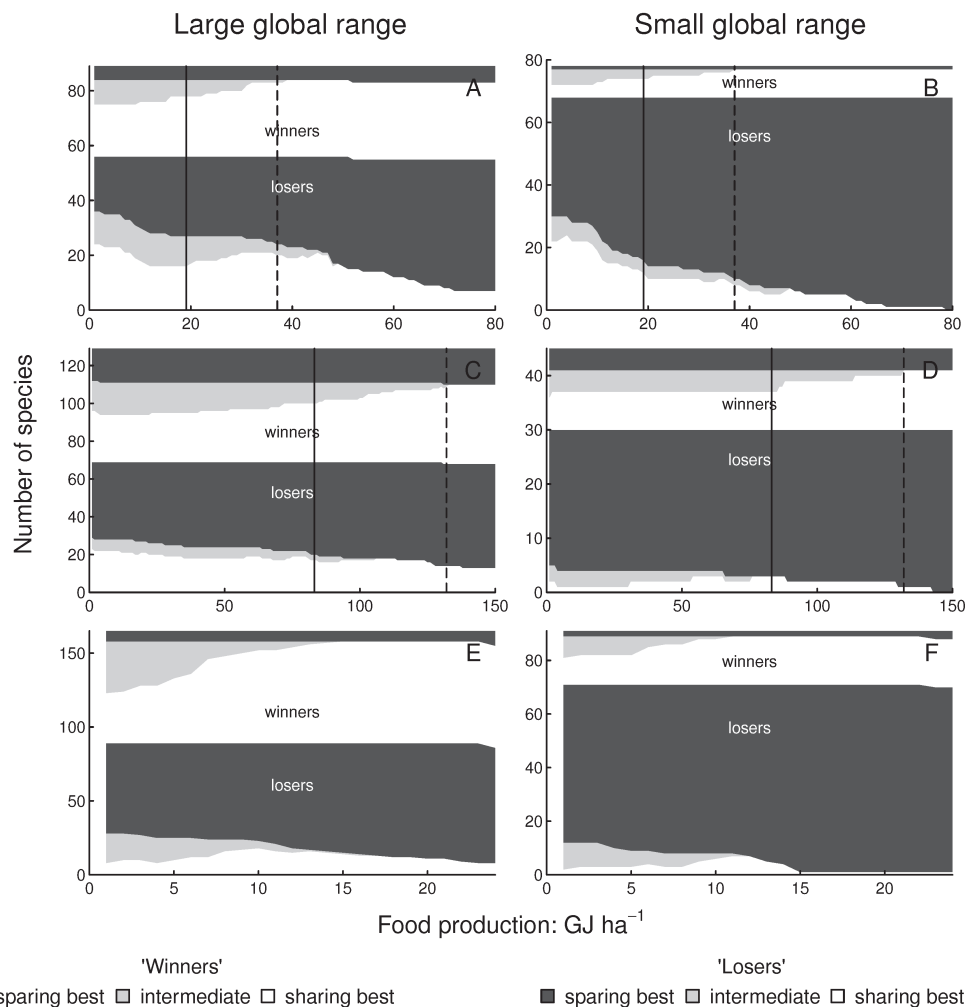 Large global range
Small global range
A
80
60
40
20
0
winners
losers
0 20 40 60 80
B
80
60
40
20
0
winners
losers
0 20 40 60 80
Number of species
C
120
100
80
60
40
20
0
winners
losers
0 50 100 150
D
40
30
20
10
0
winners
losers
0 50 100 150
E
150
100
50
0
winners
losers
0 5 10 15 20
F
80
60
40
20
0
winners
losers
0 5 10 15 20
Food production: GJ ha⁻¹
'Winners'
sparing best intermediate sharing best
'Losers'
sparing best intermediate sharing best